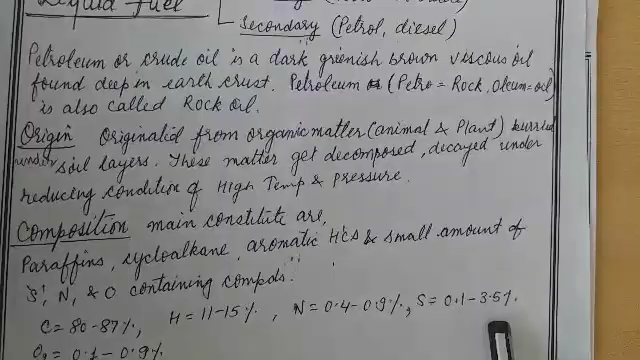 Liquid Fuel
Secondary (Petrol, diesel)
Petroleum or crude oil is a dark grenish brown viscous oil
found deep in earth crust. Petroleum (Petro = Rock, Oleum = oil)
is also called Rock oil.
Origin Originatid from organic matter (animal & Plant) burried
under soil layers. These matter get decomposed, decayed under
reducing condition of High Temp & pressure.
Composition main constitute are,
Paraffins, cycloalkane, aromatic HCs & small amount of
'S', N, & O containing compds.
C = 80-87%, H = 11-15%, N = 0.4-0.9%, S = 0.1-3.5%
O2 = 0.1-0.9%